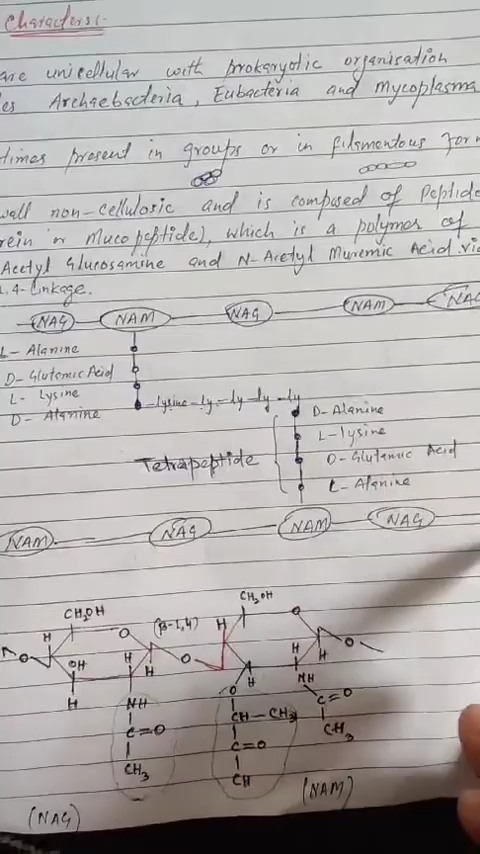 Characters:-
are unicellular with prokaryotic organisation
es Archaebacteria, Eubacteria and mycoplasma
times present in groups or in filamentous for
wall non-cellulosic and is composed of Peptido
rein or Mucopeptide), which is a polymer of
Acetyl Glucosamine and N-Acetyl Muremic Acid via
1,4-linkage.
NAG NAM NAG NAM NAG
L- Alanine
D- Glutamic Acid
L- Lysine
D- Alanine
-Lysine-ly-ly-ly-ly
D- Alanine
L-lysine
Tetrapeptide
D- Glutamic Acid
L- Alanine
NAM NAG NAM NAG
CH2OH
CH2OH
(β-1,4)
H O H O
O H H H O H H O
OH O H
H NH O NH
C=O CH-CH3 C=O
CH3 C=O CH3
CH
(NAG) (NAM)